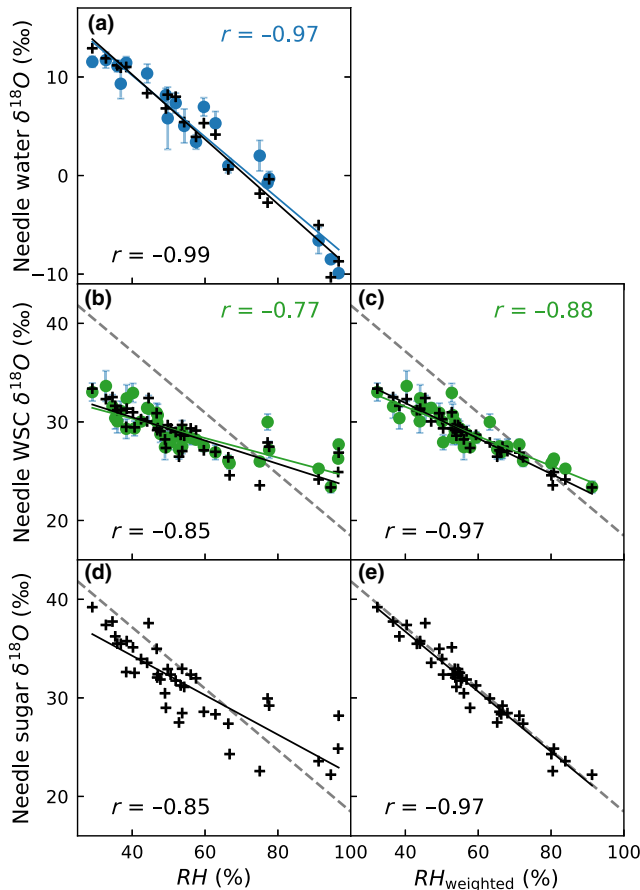 (a)
r = –0.97
r = –0.99
Needle water δ¹⁸O (‰)
10
0
−10
(b)
r = –0.77
r = –0.85
Needle WSC δ¹⁸O (‰)
40
30
20
(c)
r = –0.88
r = –0.97
(d)
r = –0.85
Needle sugar δ¹⁸O (‰)
40
30
20
(e)
r = –0.97
40 60 80 100 40 60 80 100
RH (%)
RH weighted (%)